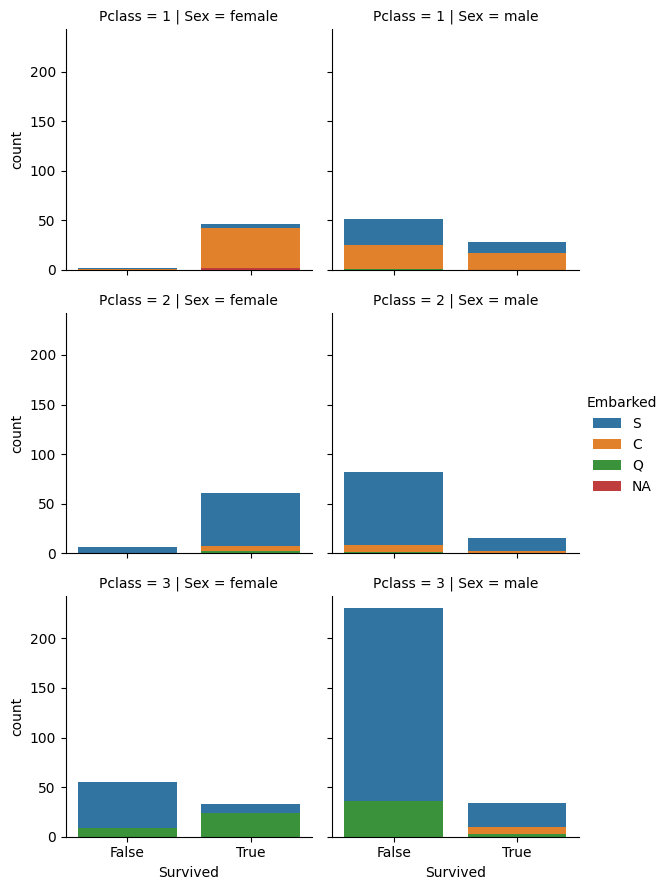 Pclass = 1 | Sex = female
Pclass = 1 | Sex = male
200
150
100
50
0
count
Pclass = 2 | Sex = female
Pclass = 2 | Sex = male
200
150
100
50
0
count
Embarked
S
C
Q
NA
Pclass = 3 | Sex = female
Pclass = 3 | Sex = male
200
150
100
50
0
count
False
True
False
True
Survived
Survived